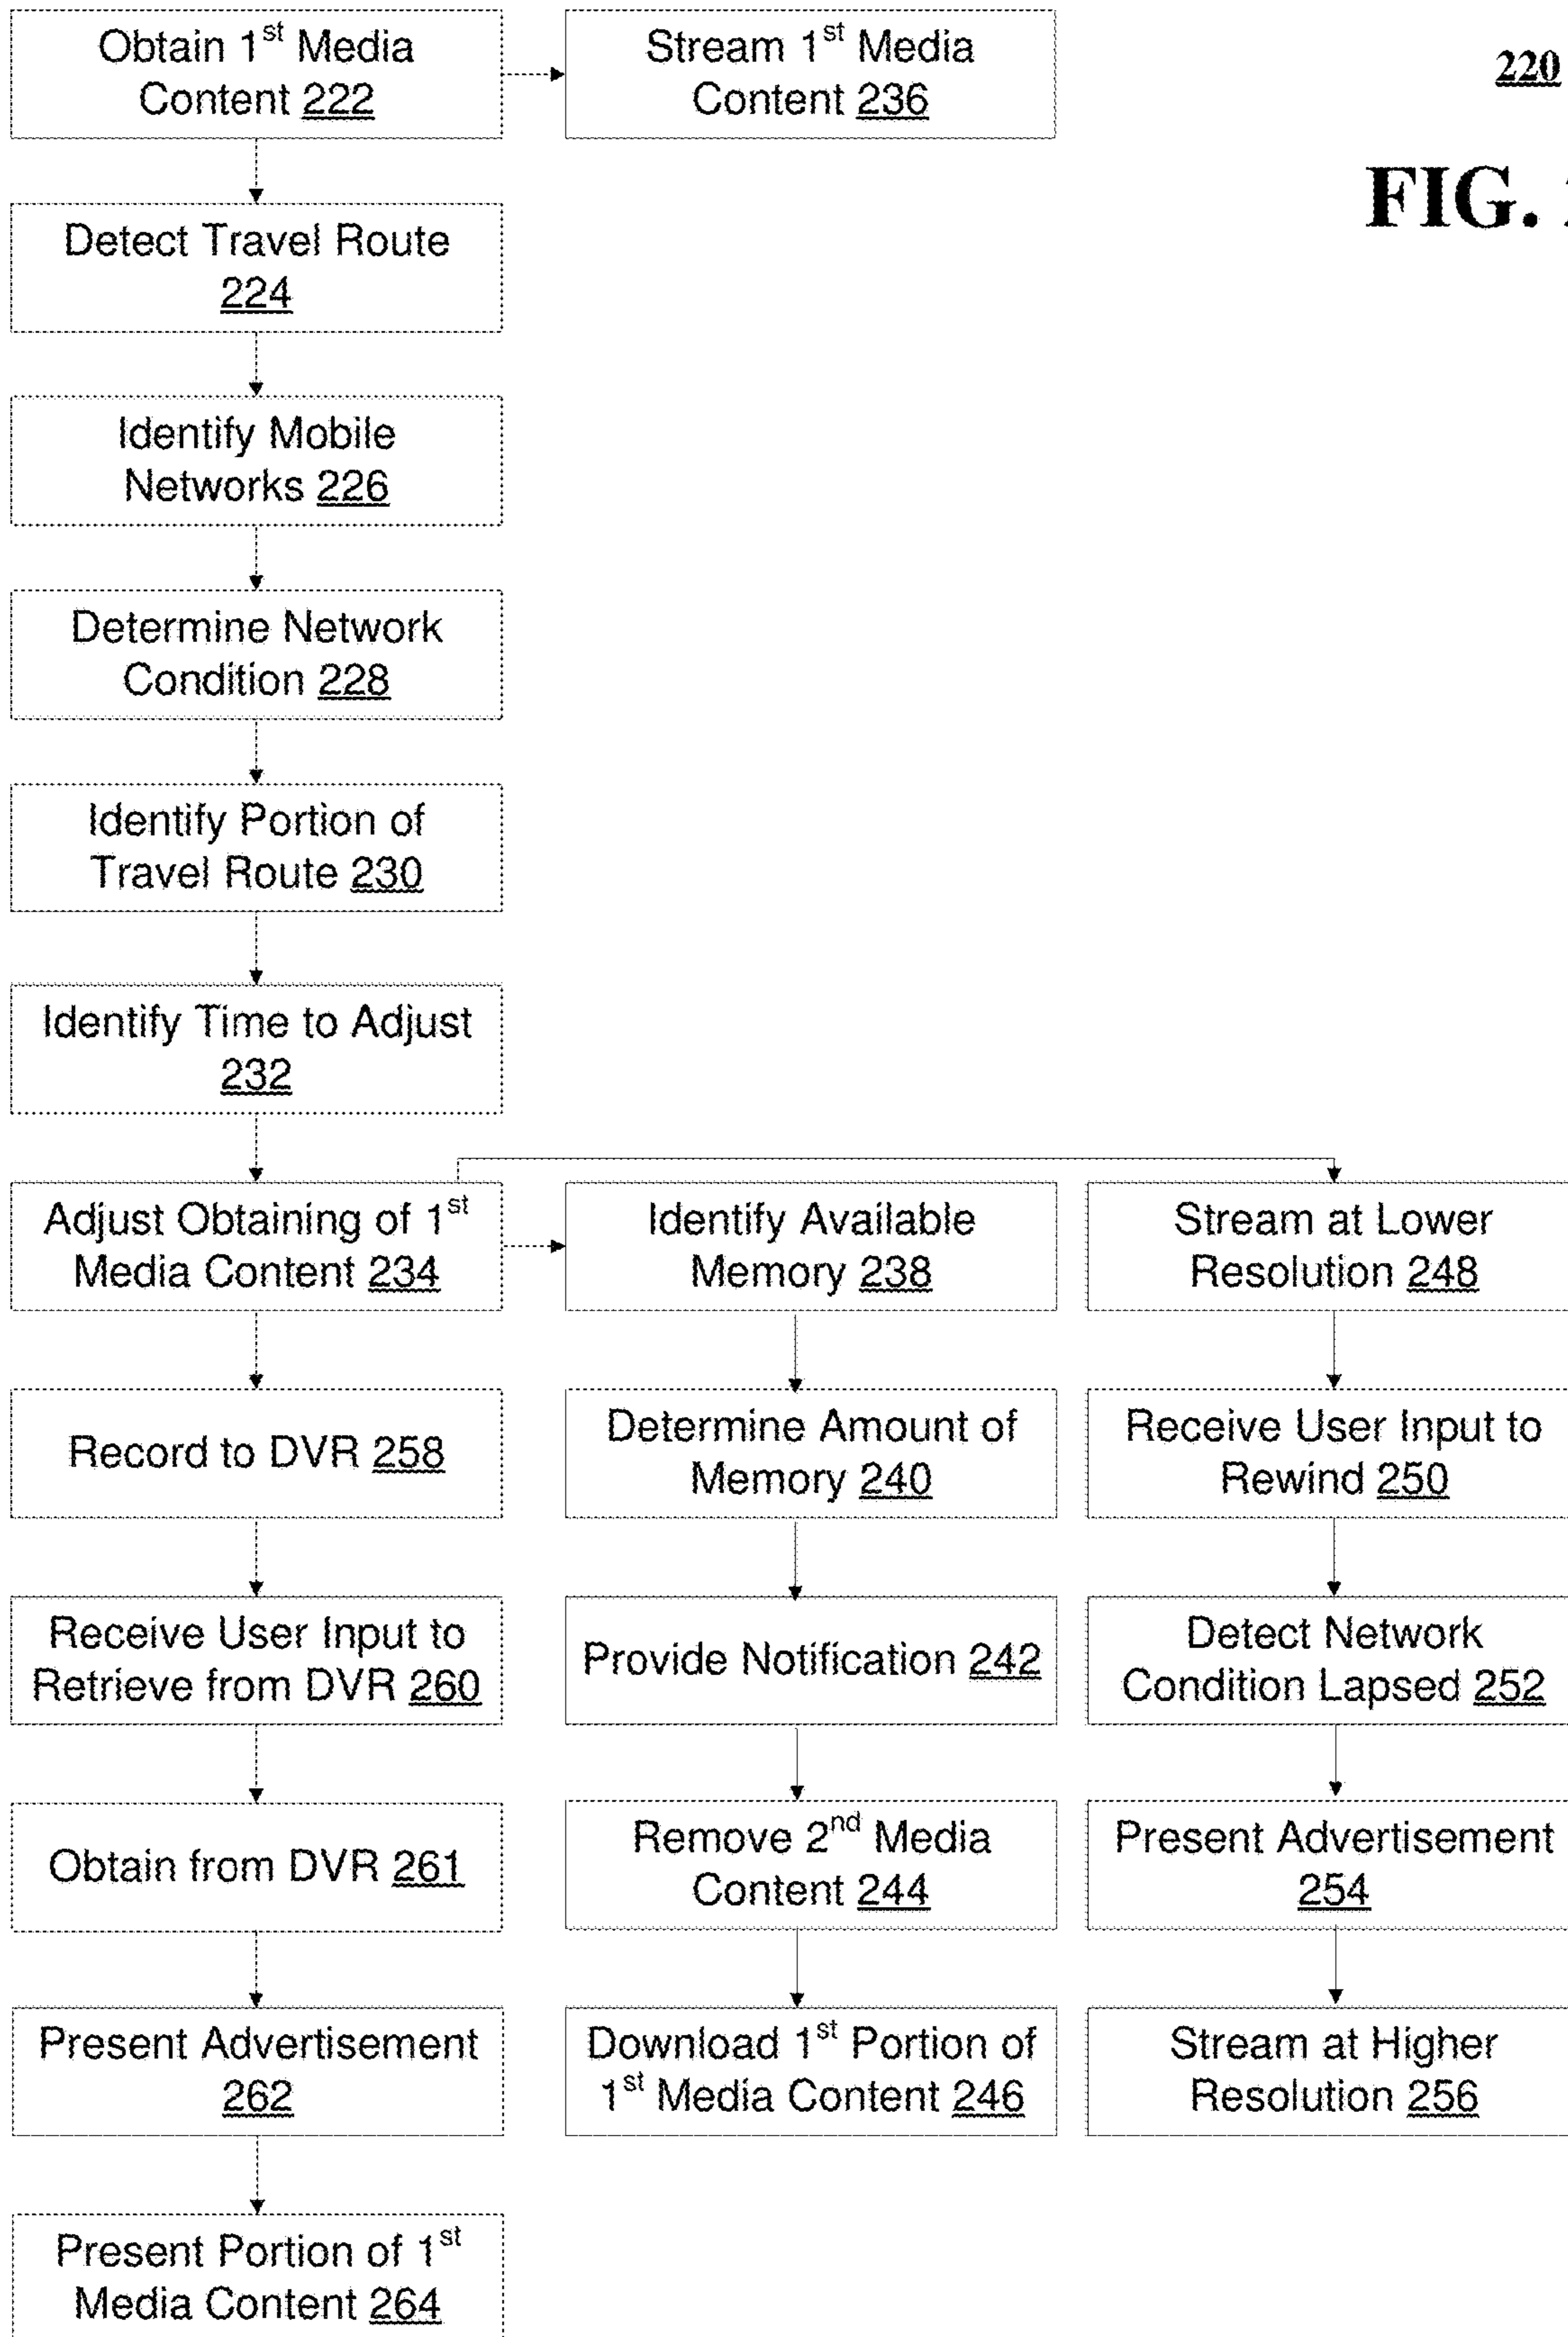 Obtain 1st Media
Content 222
Stream 1st Media
Content 236
220
FIG.
Detect Travel Route
224
Identify Mobile
Networks 226
Determine Network
Condition 228
Identify Portion of
Travel Route 230
Identify Time to Adjust
232
Adjust Obtaining of 1st
Media Content 234
Identify Available
Memory 238
Stream at Lower
Resolution 248
Record to DVR 258
Determine Amount of
Memory 240
Receive User Input to
Rewind 250
Receive User Input to
Retrieve from DVR 260
Provide Notification 242
Detect Network
Condition Lapsed 252
Obtain from DVR 261
Remove 2nd Media
Content 244
Present Advertisement
254
Present Advertisement
262
Download 1st Portion of
1st Media Content 246
Stream at Higher
Resolution 256
Present Portion of 1st
Media Content 264